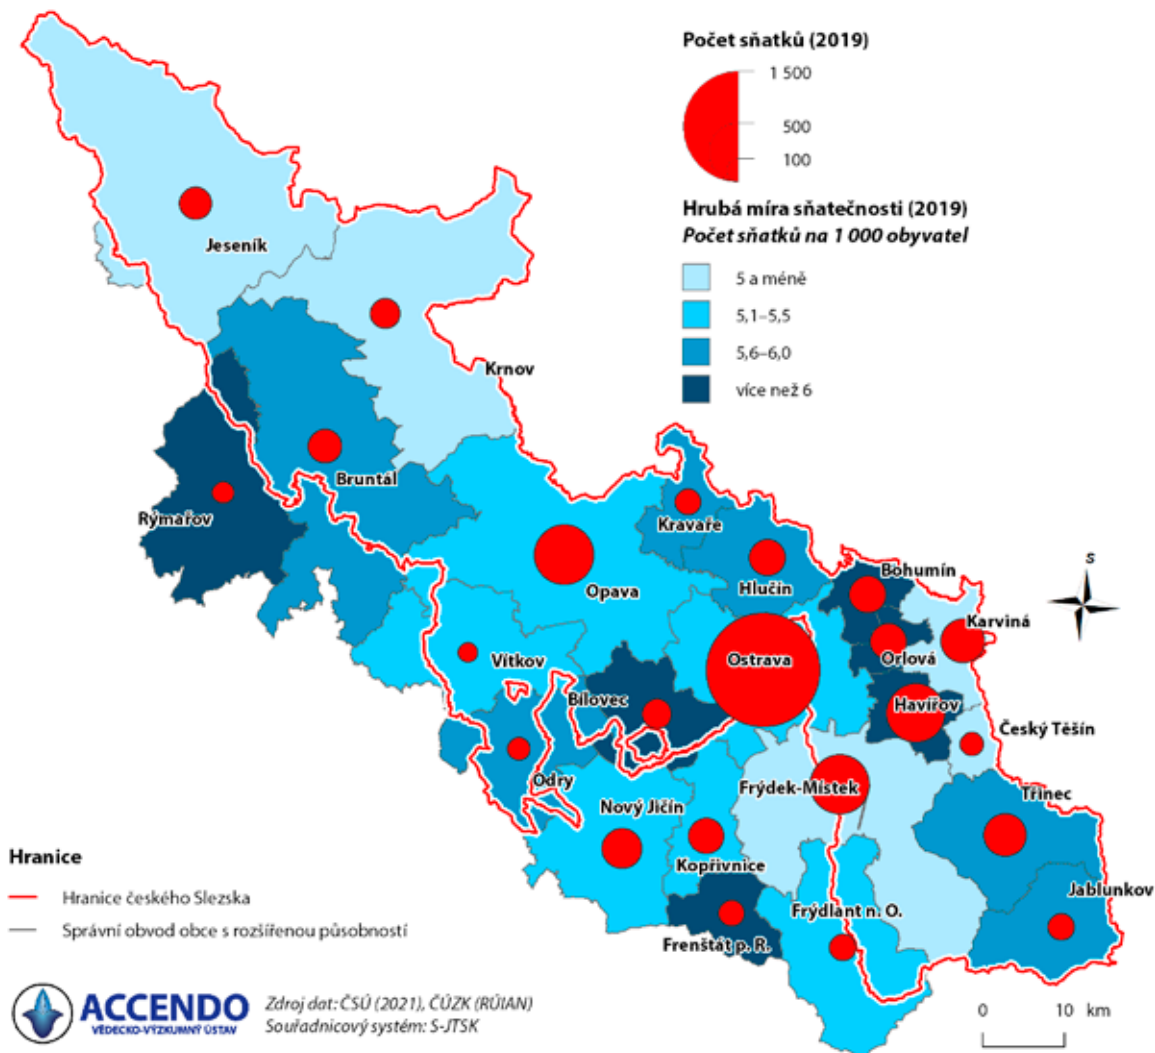 Počet sňatků (2019)
1 500
500
100
Hrubá míra sňatečnosti (2019)
Počet sňatků na 1 000 obyvatel
5 a méně
5,1–5,5
5,6–6,0
více než 6
Jeseník
Krnov
Bruntál
Rýmařov
Kravaře
Opava
Hlučín
Bohumín
S
Karviná
Orlová
Ostrava
Vítkov
Bílovec
Havířov
Český Těšín
Odry
Frýdek-Místek
Třinec
Nový Jičín
Kopřivnice
Jablunkov
Frýdlant n. O.
Frenštát p. R.
Hranice
Hranice českého Slezska
Správní obvod obce s rozšířenou působností
ACCENDO
VĚDECKO-VÝZKUMNÝ ÚSTAV
Zdroj dat: ČSÚ (2021), ČÚZK (RÚIAN)
Souřadnicový systém: S-JTSK
0 10 km